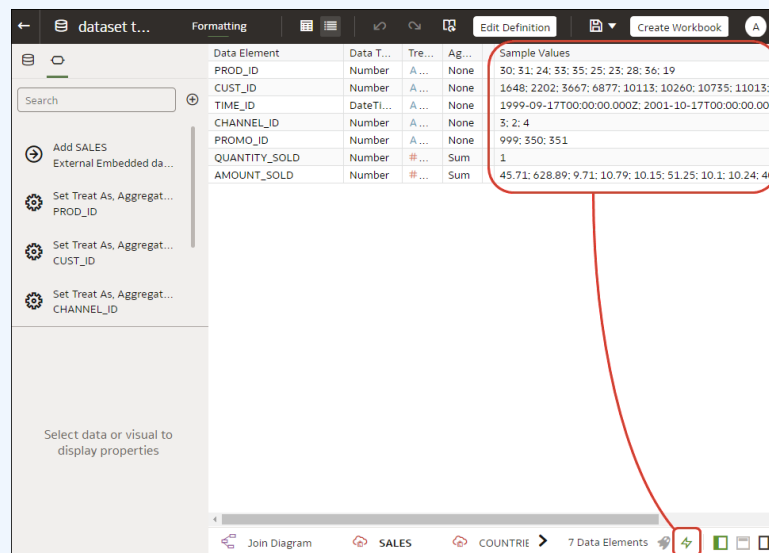 dataset t... Formatting Edit Definition Create Workbook A
Search
Add SALES
External Embedded da...
Set Treat As, Aggregat...
PROD_ID
Set Treat As, Aggregat...
CUST_ID
Set Treat As, Aggregat...
CHANNEL_ID
Select data or visual to
display properties
Data Element Data T... Tre... Ag... Sample Values
PROD_ID Number A ... None 30; 31; 24; 33; 35; 25; 23; 28; 36; 19
CUST_ID Number A ... None 1648; 2202; 3667; 6877; 10113; 10260; 10735; 11013;
TIME_ID DateTi... A ... None 1999-09-17T00:00:00.000Z; 2001-10-17T00:00:00.00
CHANNEL_ID Number A ... None 3; 2; 4
PROMO_ID Number A ... None 999; 350; 351
QUANTITY_SOLD Number # ... Sum 1
AMOUNT_SOLD Number # ... Sum 45.71; 628.89; 9.71; 10.79; 10.15; 51.25; 10.1; 10.24; 4
Join Diagram SALES COUNTRIE 7 Data Elements